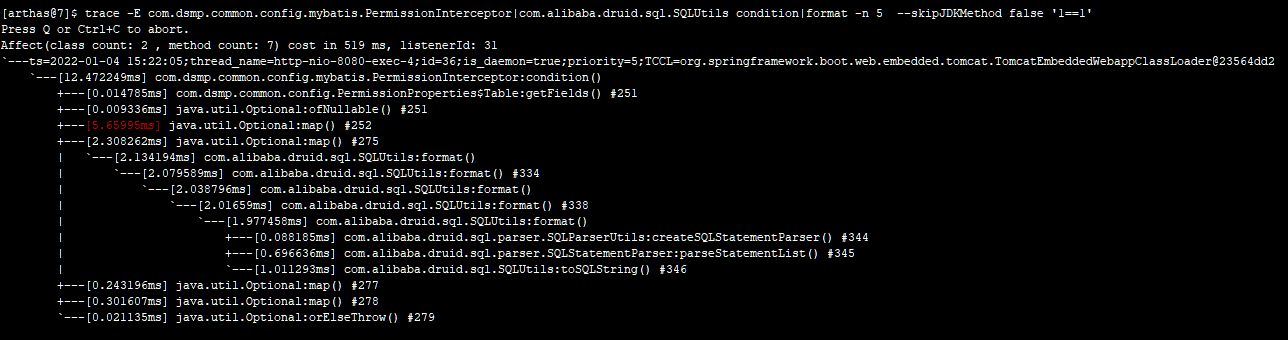 [arthas@7]$ trace -E com.dsmp.common.config.mybatis.PermissionInterceptor|com.alibaba.druid.sql.SQLUtils condition|format -n 5  --skipJDKMethod false '1==1'
Press Q or Ctrl+C to abort.
Affect(class count: 2 , method count: 7) cost in 519 ms, listenerId: 31
`---ts=2022-01-04 15:22:05;thread_name=http-nio-8080-exec-4;id=36;is_daemon=true;priority=5;TCCL=org.springframework.boot.web.embedded.tomcat.TomcatEmbeddedWebappClassLoader@23564dd2
    `---[12.472249ms] com.dsmp.common.config.mybatis.PermissionInterceptor:condition()
        +---[0.014785ms] com.dsmp.common.config.PermissionProperties$Table:getFields() #251
        +---[0.009336ms] java.util.Optional:ofNullable() #251
        +---[5.65995ms] java.util.Optional:map() #252
        +---[2.308262ms] java.util.Optional:map() #275
        |   `---[2.134194ms] com.alibaba.druid.sql.SQLUtils:format()
        |       `---[2.079589ms] com.alibaba.druid.sql.SQLUtils:format() #334
        |           `---[2.038796ms] com.alibaba.druid.sql.SQLUtils:format()
        |               `---[2.01659ms] com.alibaba.druid.sql.SQLUtils:format() #338
        |                   `---[1.977458ms] com.alibaba.druid.sql.SQLUtils:format()
        |                       +---[0.088185ms] com.alibaba.druid.sql.parser.SQLParserUtils:createSQLStatementParser() #344
        |                       +---[0.696636ms] com.alibaba.druid.sql.parser.SQLStatementParser:parseStatementList() #345
        |                       `---[1.011293ms] com.alibaba.druid.sql.SQLUtils:toSQLString() #346
        +---[0.243196ms] java.util.Optional:map() #277
        +---[0.301607ms] java.util.Optional:map() #278
        `---[0.021135ms] java.util.Optional:orElseThrow() #279